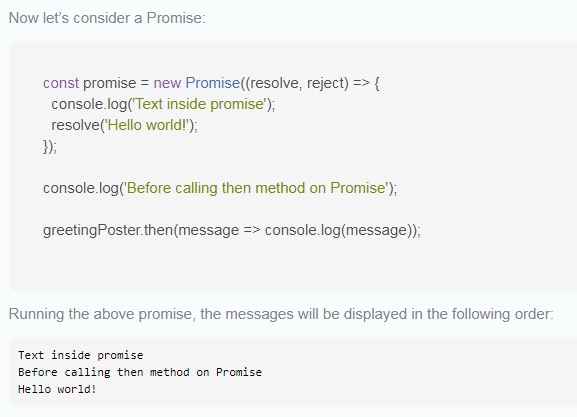 Now let's consider a Promise:
const promise = new Promise((resolve, reject) => {
  console.log('Text inside promise');
  resolve('Hello world!');
});
console.log('Before calling then method on Promise');
greetingPoster.then(message => console.log(message));
Running the above promise, the messages will be displayed in the following order:
Text inside promise
Before calling then method on Promise
Hello world!